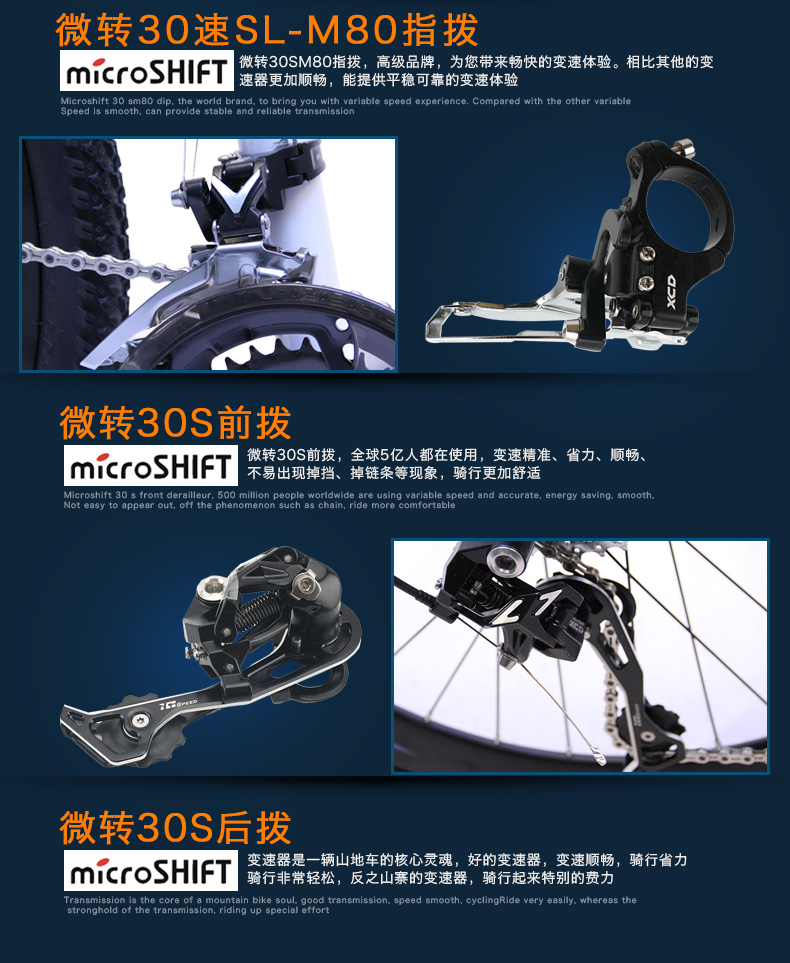 微转30速SL-M80指拨
microSHIFT
微转30SM80指拨，高级品牌，为您带来畅快的变速体验。相比其他的变
速器更加顺畅，能提供平稳可靠的变速体验
Microshift 30 sm80 dip, the world brand, to bring you with variable speed experience. Compared with the other variable
Speed is smooth, can provide stable and reliable transmission
XCD
微转30S前拨
microSHIFT
微转30S前拨，全球5亿人都在使用，变速精准、省力、顺畅、
不易出现掉挡、掉链条等现象，骑行更加舒适
Microshift 30 s front derailleur, 500 million people worldwide are using variable speed and accurate, energy saving, smooth,
Not easy to appear out, off the phenomenon such as chain, ride more comfortable
XCD
10 SPEED
微转30S后拨
microSHIFT
变速器是一辆山地车的核心灵魂，好的变速器，变速顺畅，骑行省力
骑行非常轻松，反之山寨的变速器，骑行起来特别的费力
Transmission is the core of a mountain bike soul, good transmission, speed smooth, cyclingRide very easily, whereas the
stronghold of the transmission, riding up special effort